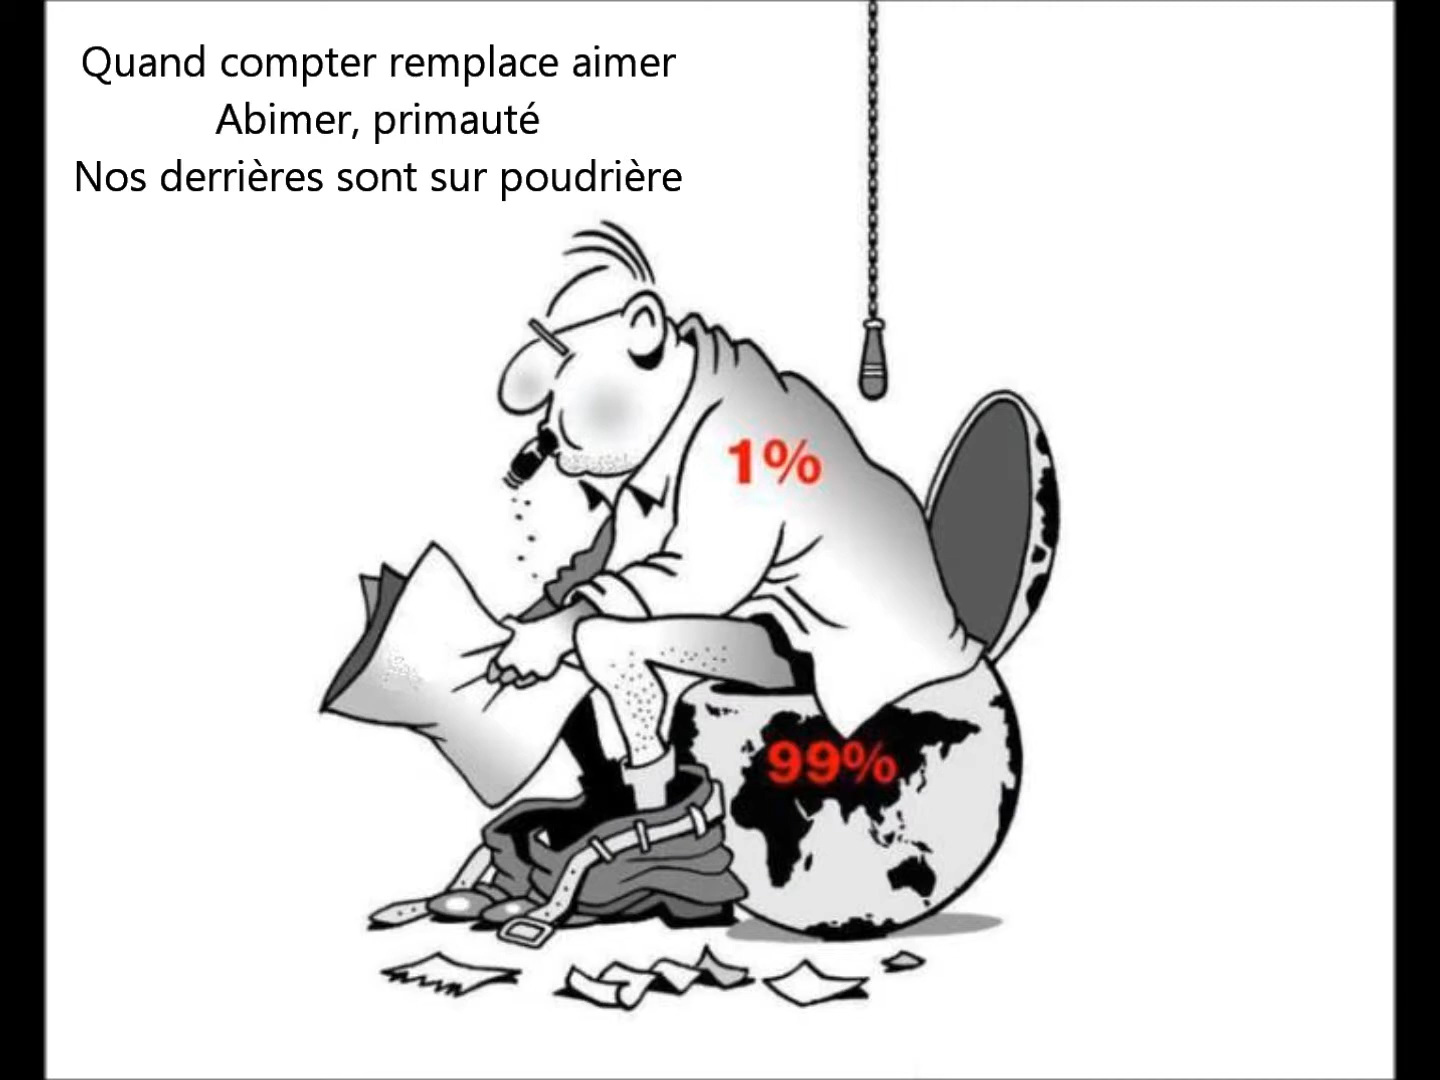 Quand compter remplace aimer
Abimer, primauté
Nos derrières sont sur poudrière
1%
99%